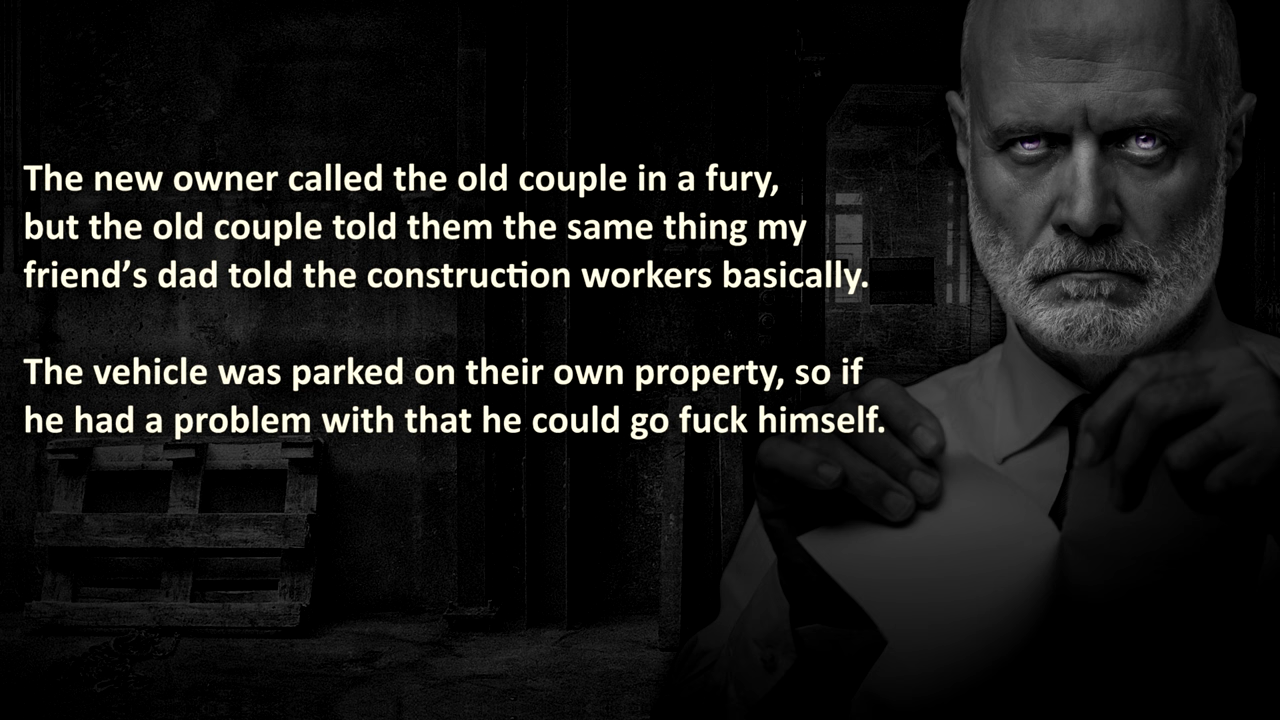 The new owner called the old couple in a fury,
but the old couple told them the same thing my
friend’s dad told the construction workers basically.
The vehicle was parked on their own property, so if
he had a problem with that he could go fuck himself.